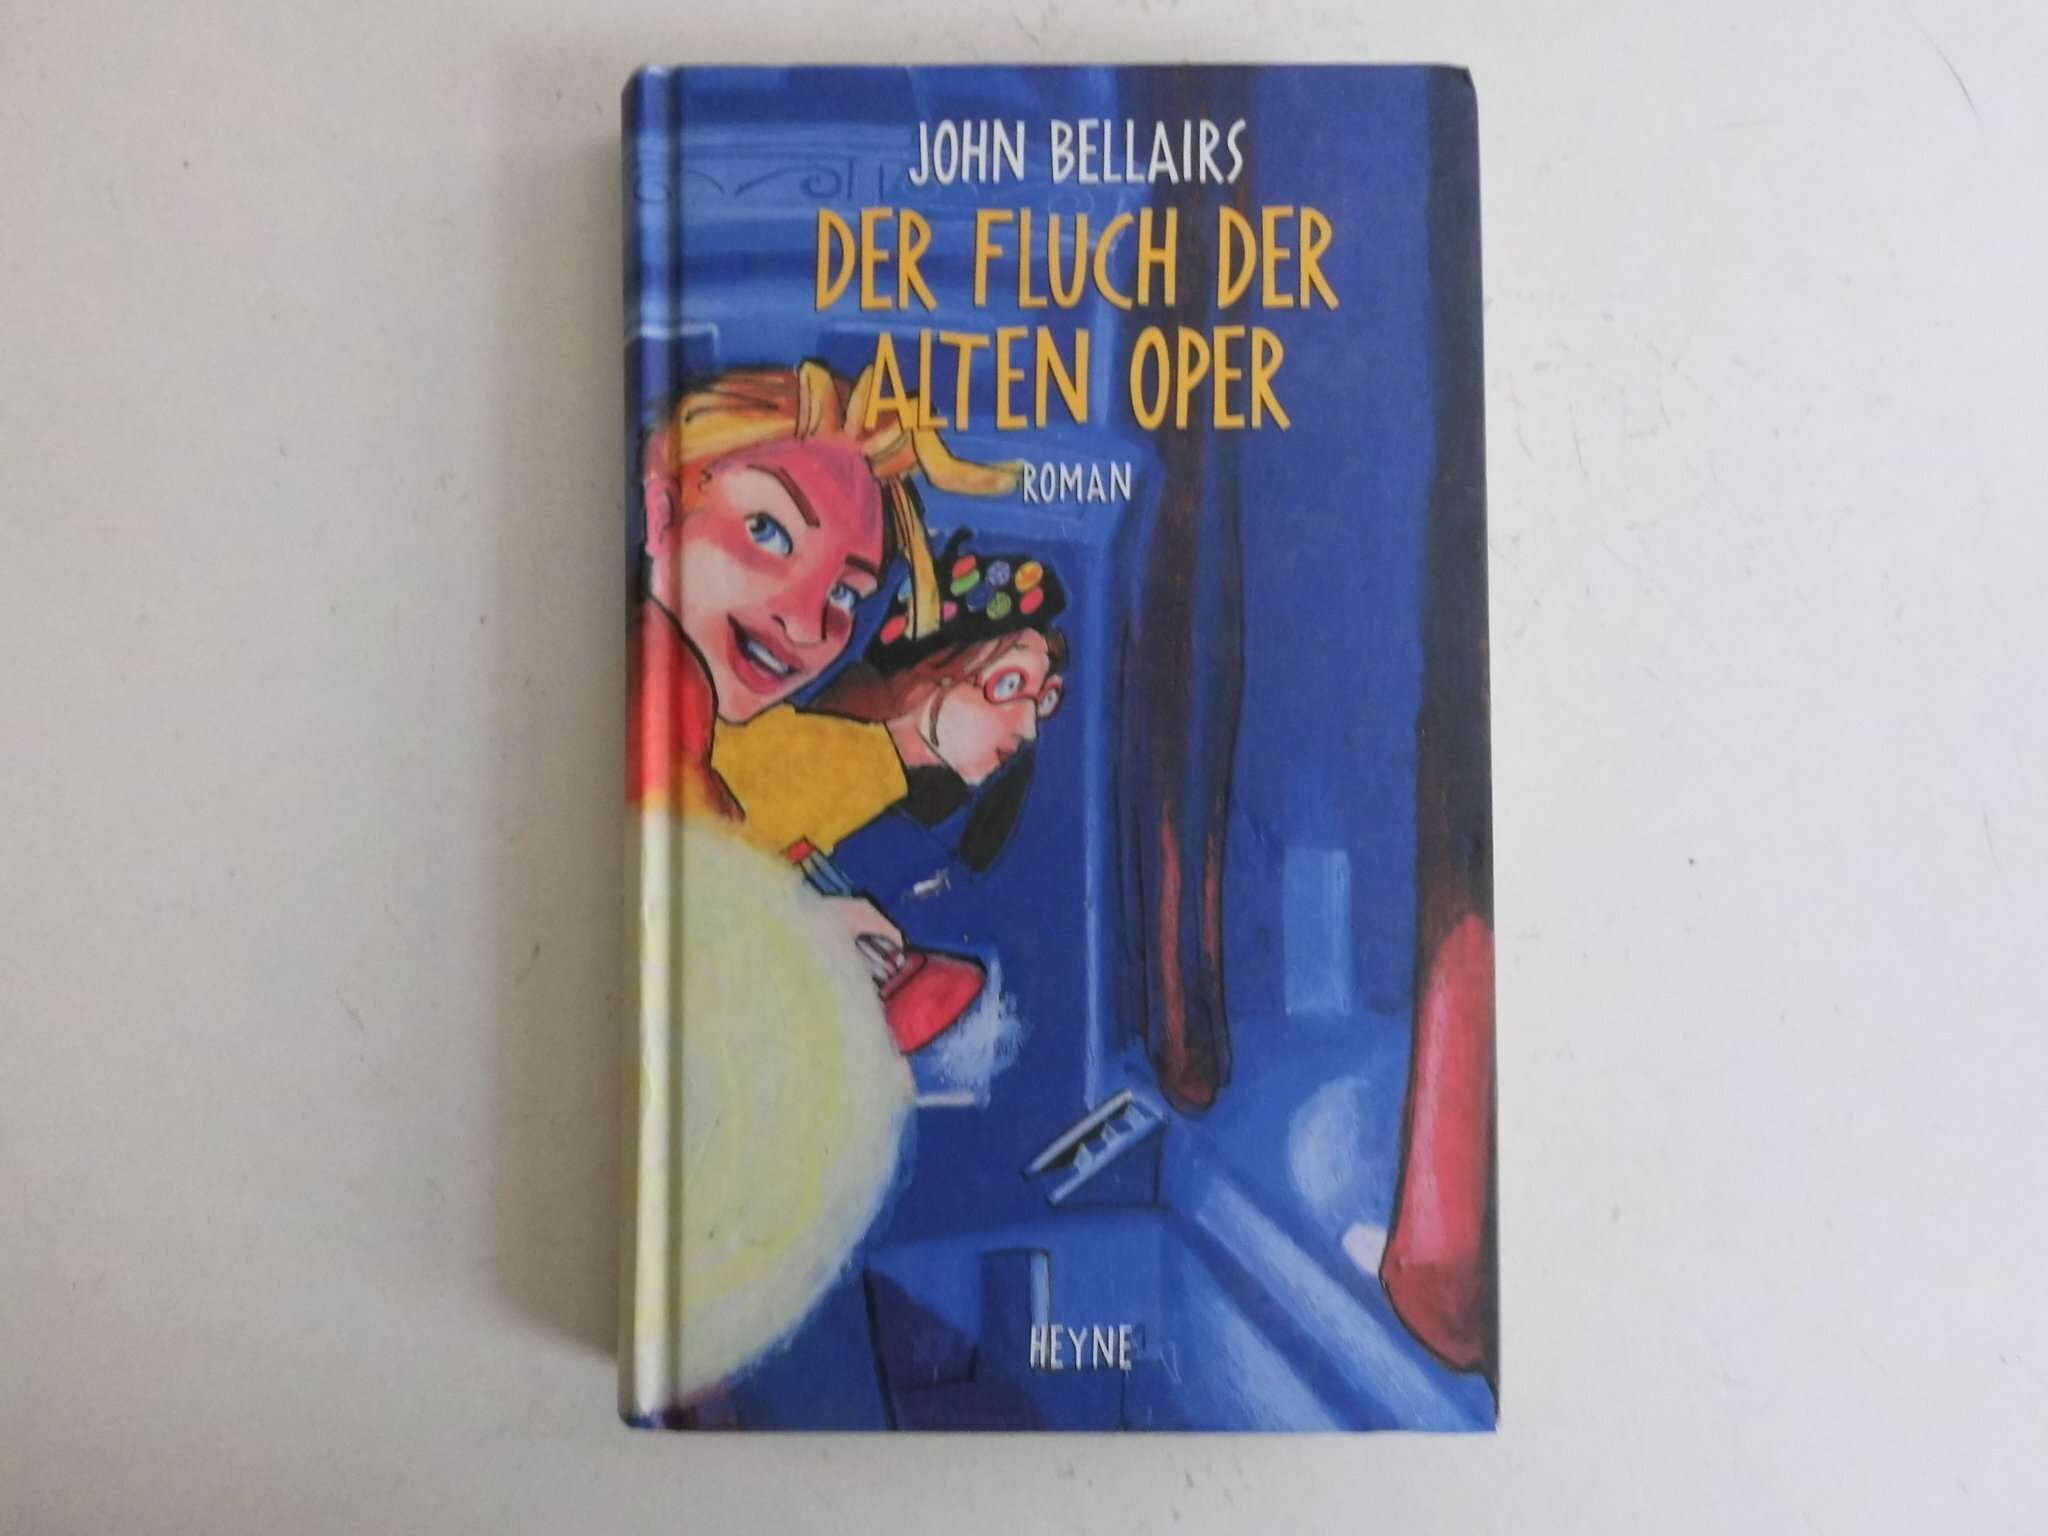 JOHN BELLAIRS
DER FLUCH DER
ALTEN OPER
ROMAN
HEYNE